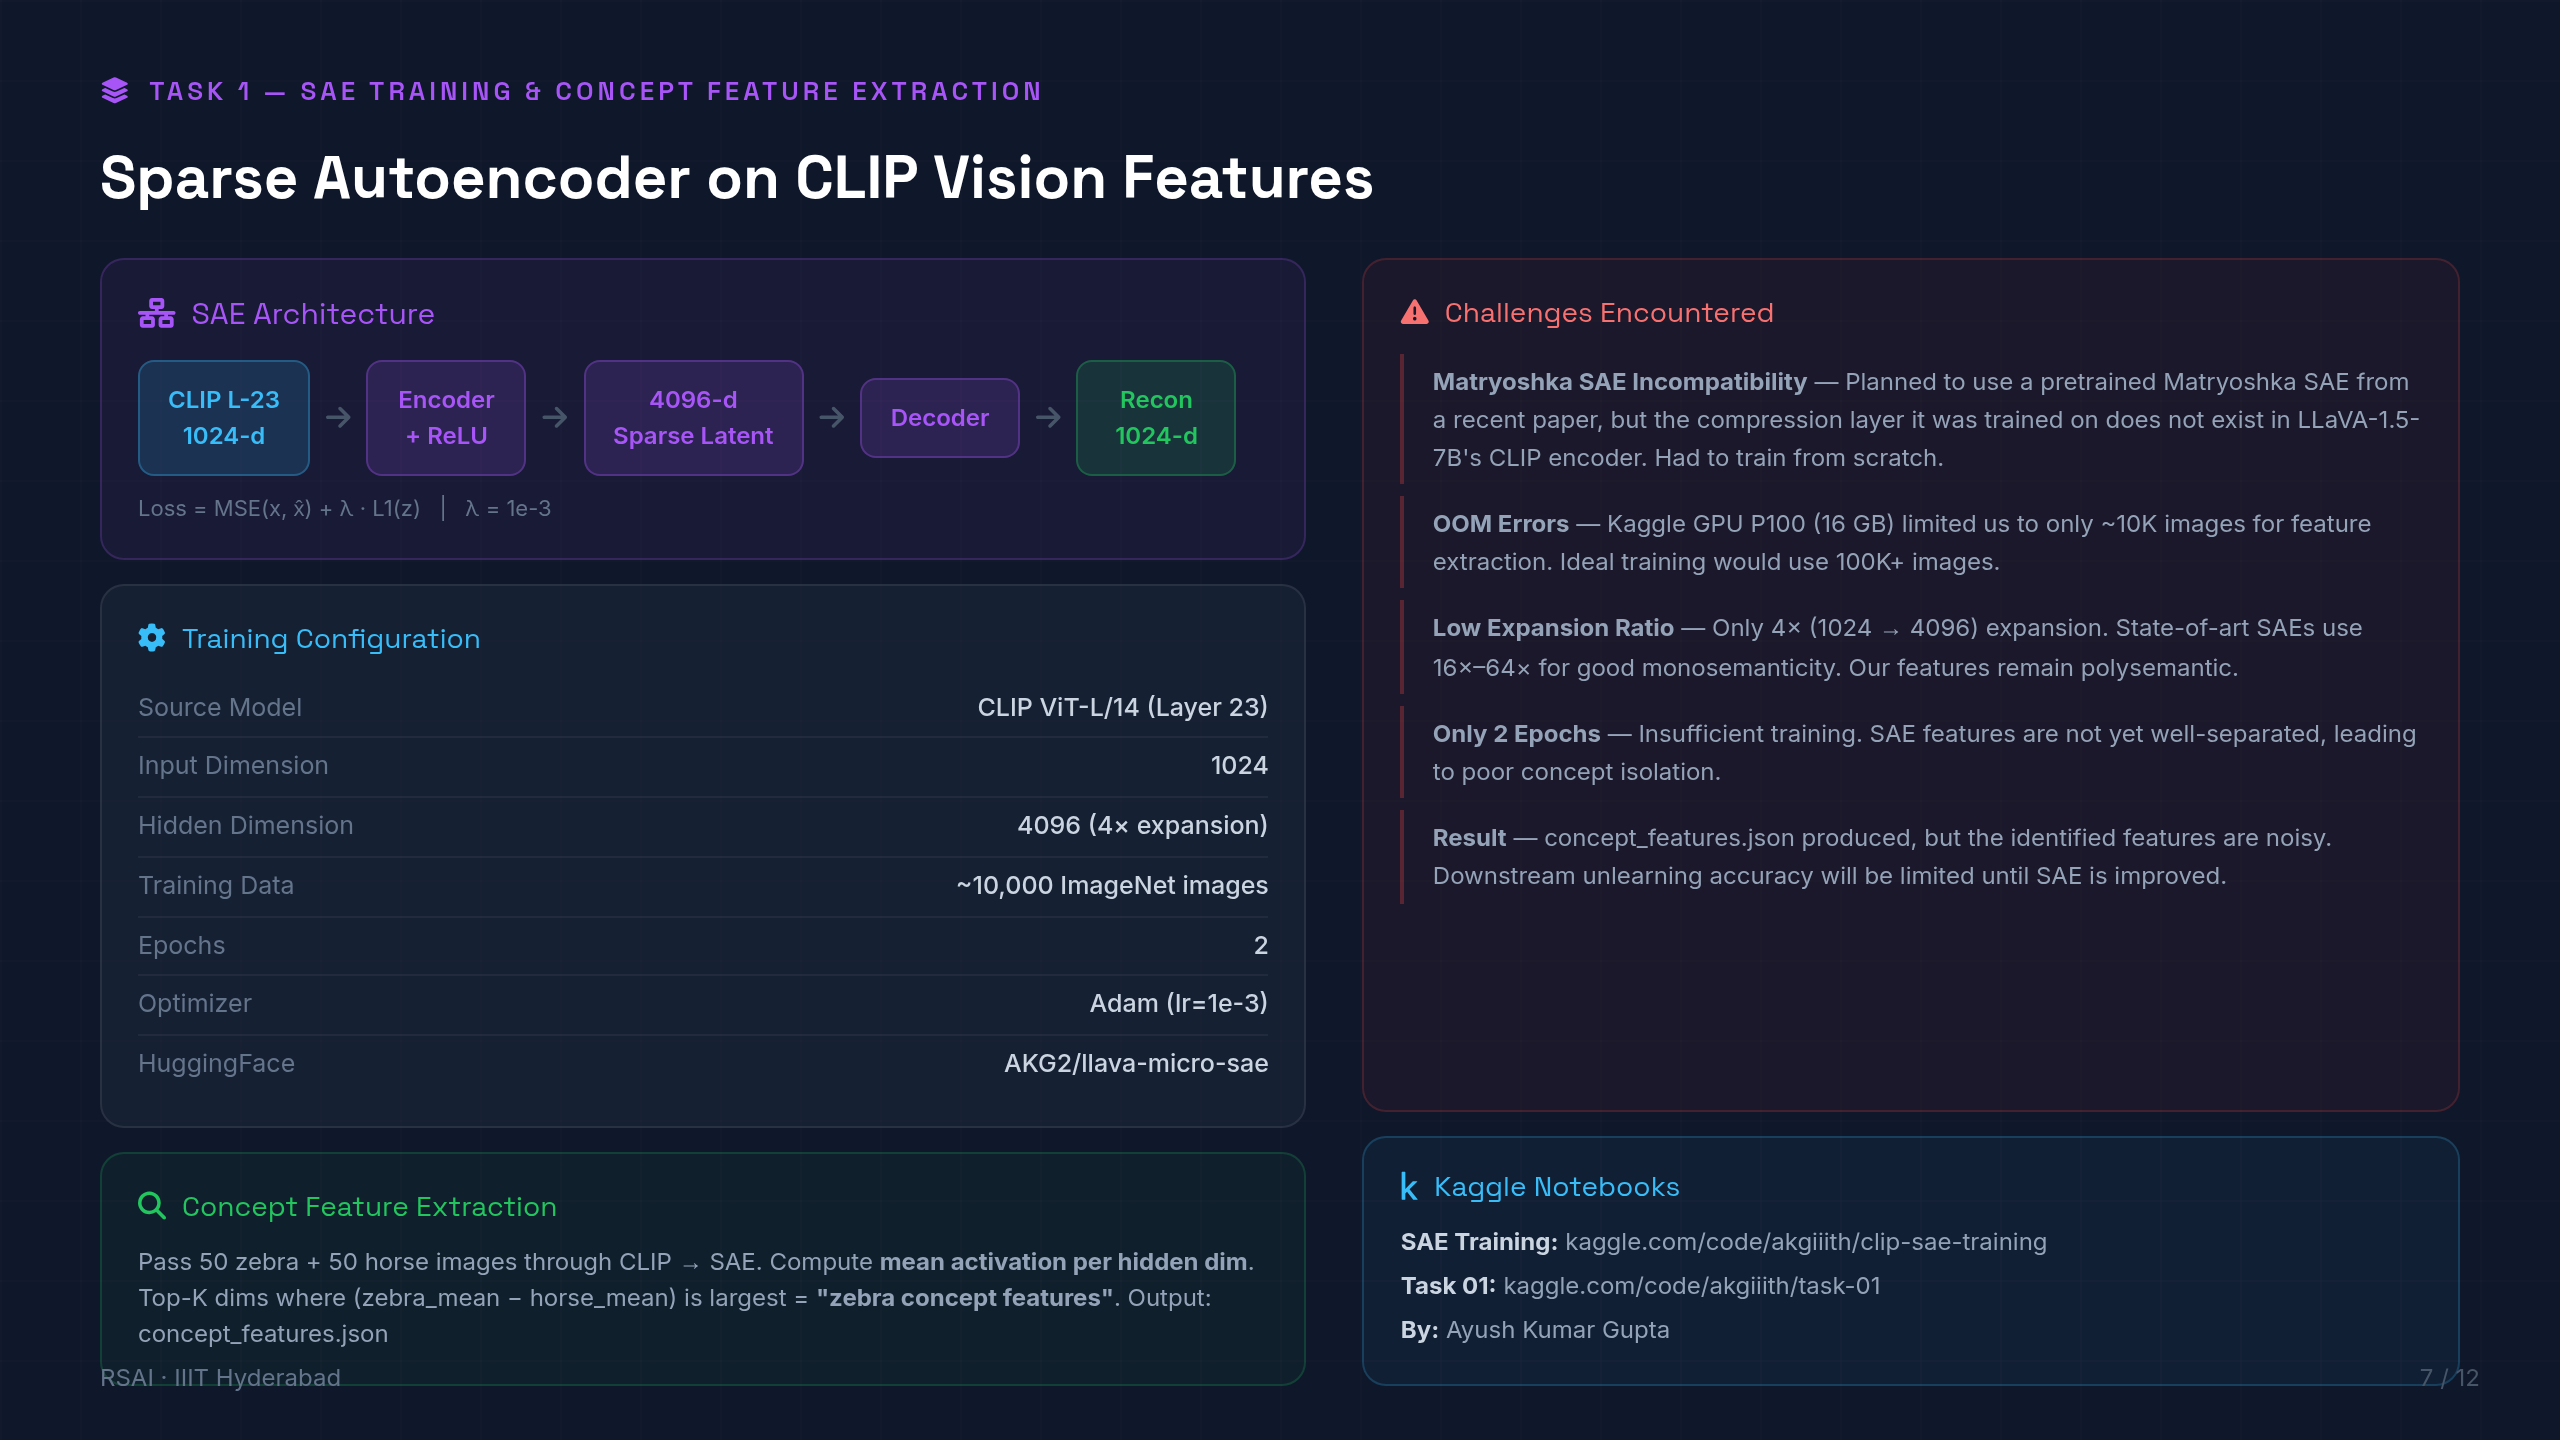 TASK 1 — SAE TRAINING & CONCEPT FEATURE EXTRACTION
Sparse Autoencoder on CLIP Vision Features
SAE Architecture
CLIP L-23
1024-d
Encoder
+ ReLU
4096-d
Sparse Latent
Decoder
Recon
1024-d
Loss = MSE(x, x̂) + λ · L1(z) | λ = 1e-3
Training Configuration
Source Model CLIP ViT-L/14 (Layer 23)
Input Dimension 1024
Hidden Dimension 4096 (4× expansion)
Training Data ~10,000 ImageNet images
Epochs 2
Optimizer Adam (lr=1e-3)
HuggingFace AKG2/llava-micro-sae
Concept Feature Extraction
Pass 50 zebra + 50 horse images through CLIP → SAE. Compute mean activation per hidden dim.
Top-K dims where (zebra_mean − horse_mean) is largest = "zebra concept features". Output:
concept_features.json
Challenges Encountered
Matryoshka SAE Incompatibility — Planned to use a pretrained Matryoshka SAE from
a recent paper, but the compression layer it was trained on does not exist in LLaVA-1.5-
7B's CLIP encoder. Had to train from scratch.
OOM Errors — Kaggle GPU P100 (16 GB) limited us to only ~10K images for feature
extraction. Ideal training would use 100K+ images.
Low Expansion Ratio — Only 4× (1024 → 4096) expansion. State-of-art SAEs use
16×–64× for good monosemanticity. Our features remain polysemantic.
Only 2 Epochs — Insufficient training. SAE features are not yet well-separated, leading
to poor concept isolation.
Result — concept_features.json produced, but the identified features are noisy.
Downstream unlearning accuracy will be limited until SAE is improved.
k Kaggle Notebooks
SAE Training: kaggle.com/code/akgiiith/clip-sae-training
Task 01: kaggle.com/code/akgiiith/task-01
By: Ayush Kumar Gupta
RSAI · IIIT Hyderabad
7 / 12